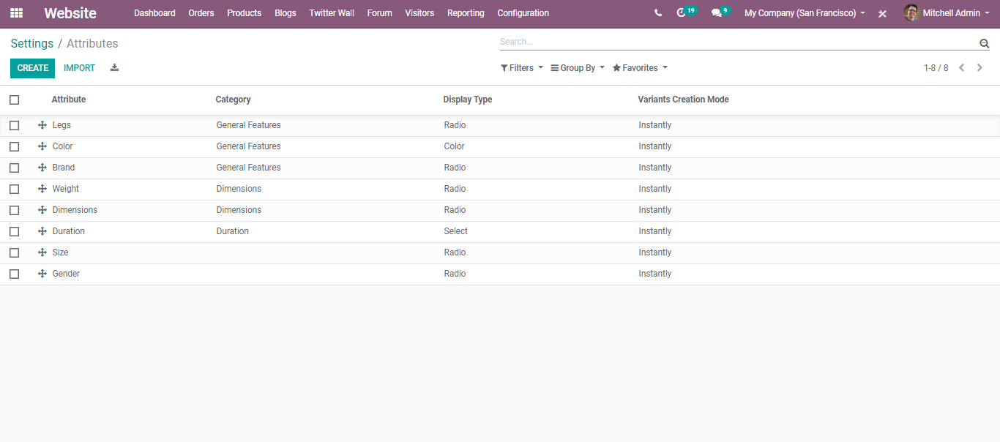 Website Dashboard Orders Products Blogs Twitter Wall Forum Visitors Reporting Configuration 19 9 My Company (San Francisco) Mitchell Admin
Settings / Attributes Search...
CREATE IMPORT Filters Group By Favorites 1-8 / 8
Attribute Category Display Type Variants Creation Mode
Legs General Features Radio Instantly
Color General Features Color Instantly
Brand General Features Radio Instantly
Weight Dimensions Radio Instantly
Dimensions Dimensions Radio Instantly
Duration Duration Select Instantly
Size Radio Instantly
Gender Radio Instantly